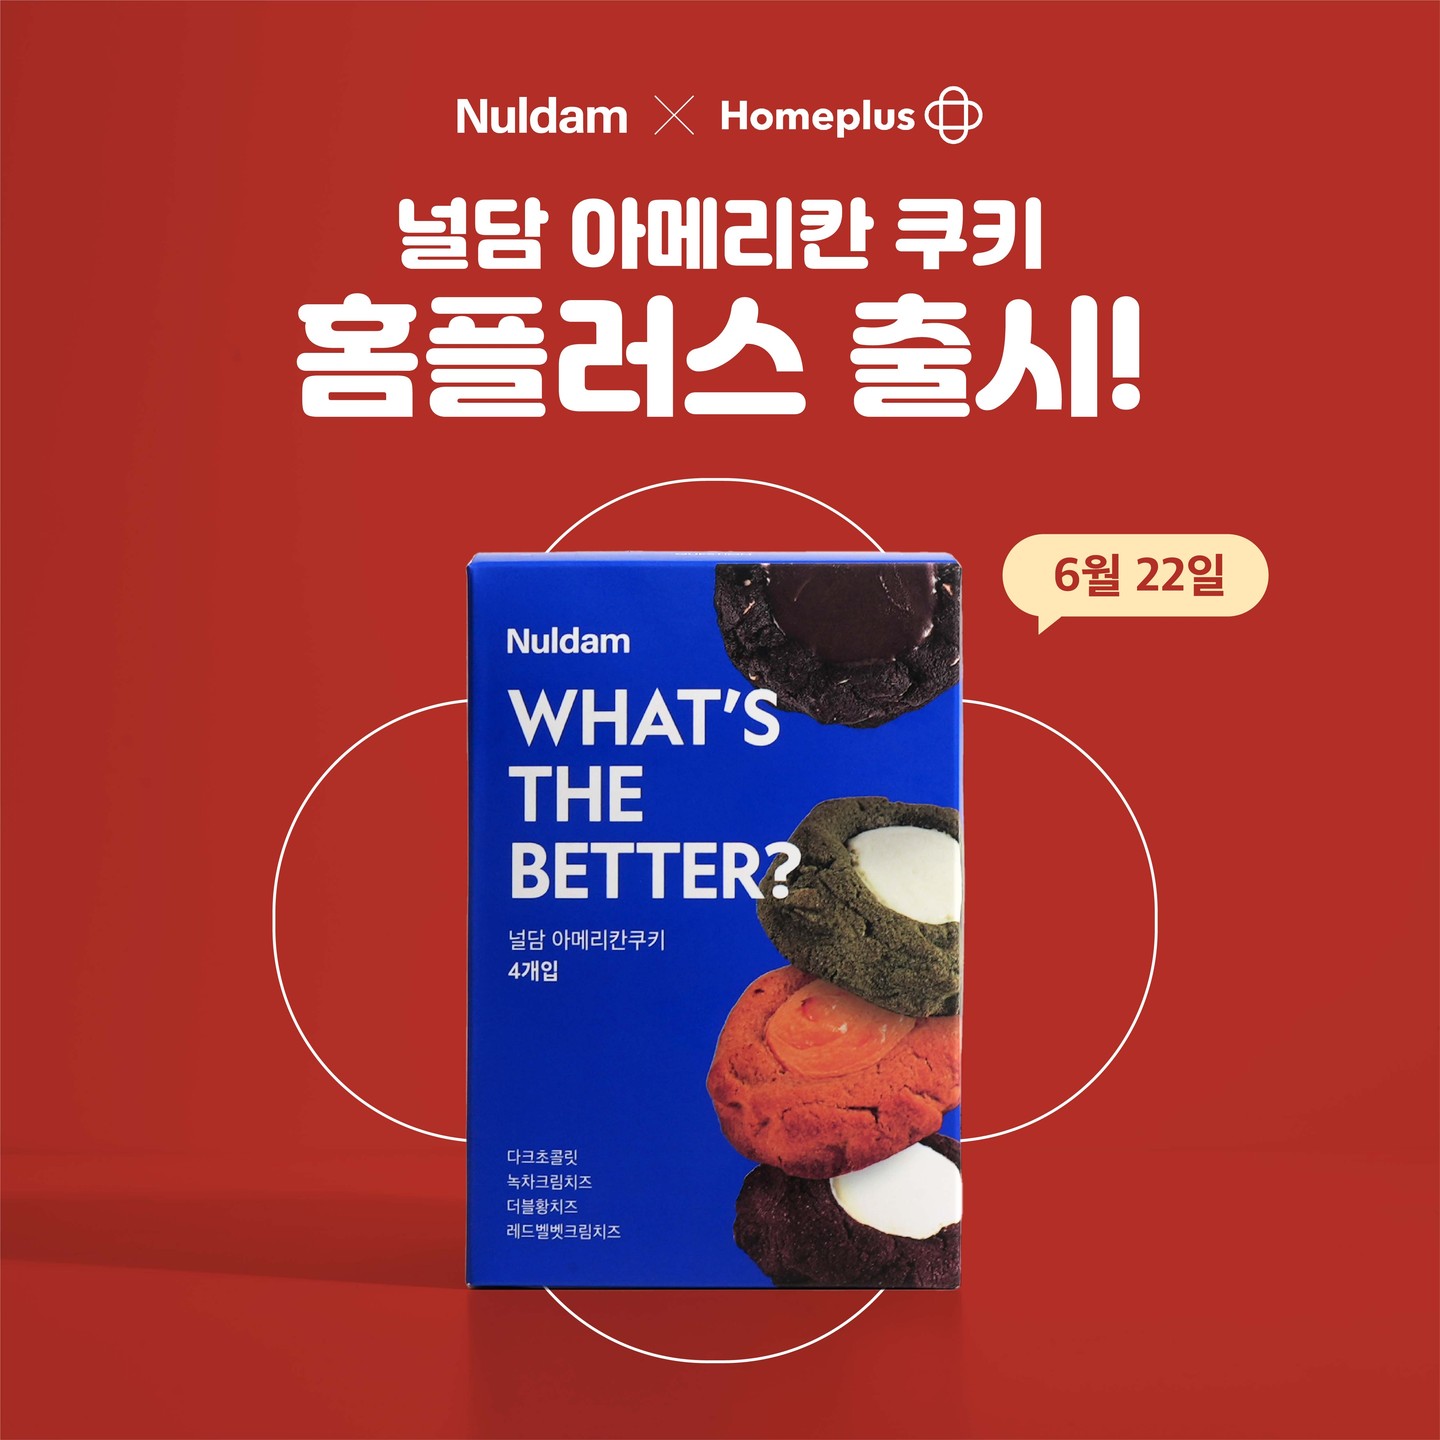 Nuldam × Homeplus
널담 아메리칸 쿠키
홈플러스 출시!
6월 22일
Nuldam
WHAT'S
THE
BETTER?
널담 아메리칸쿠키
4개입
다크초콜릿
녹차크림치즈
더블황치즈
레드벨벳크림치즈